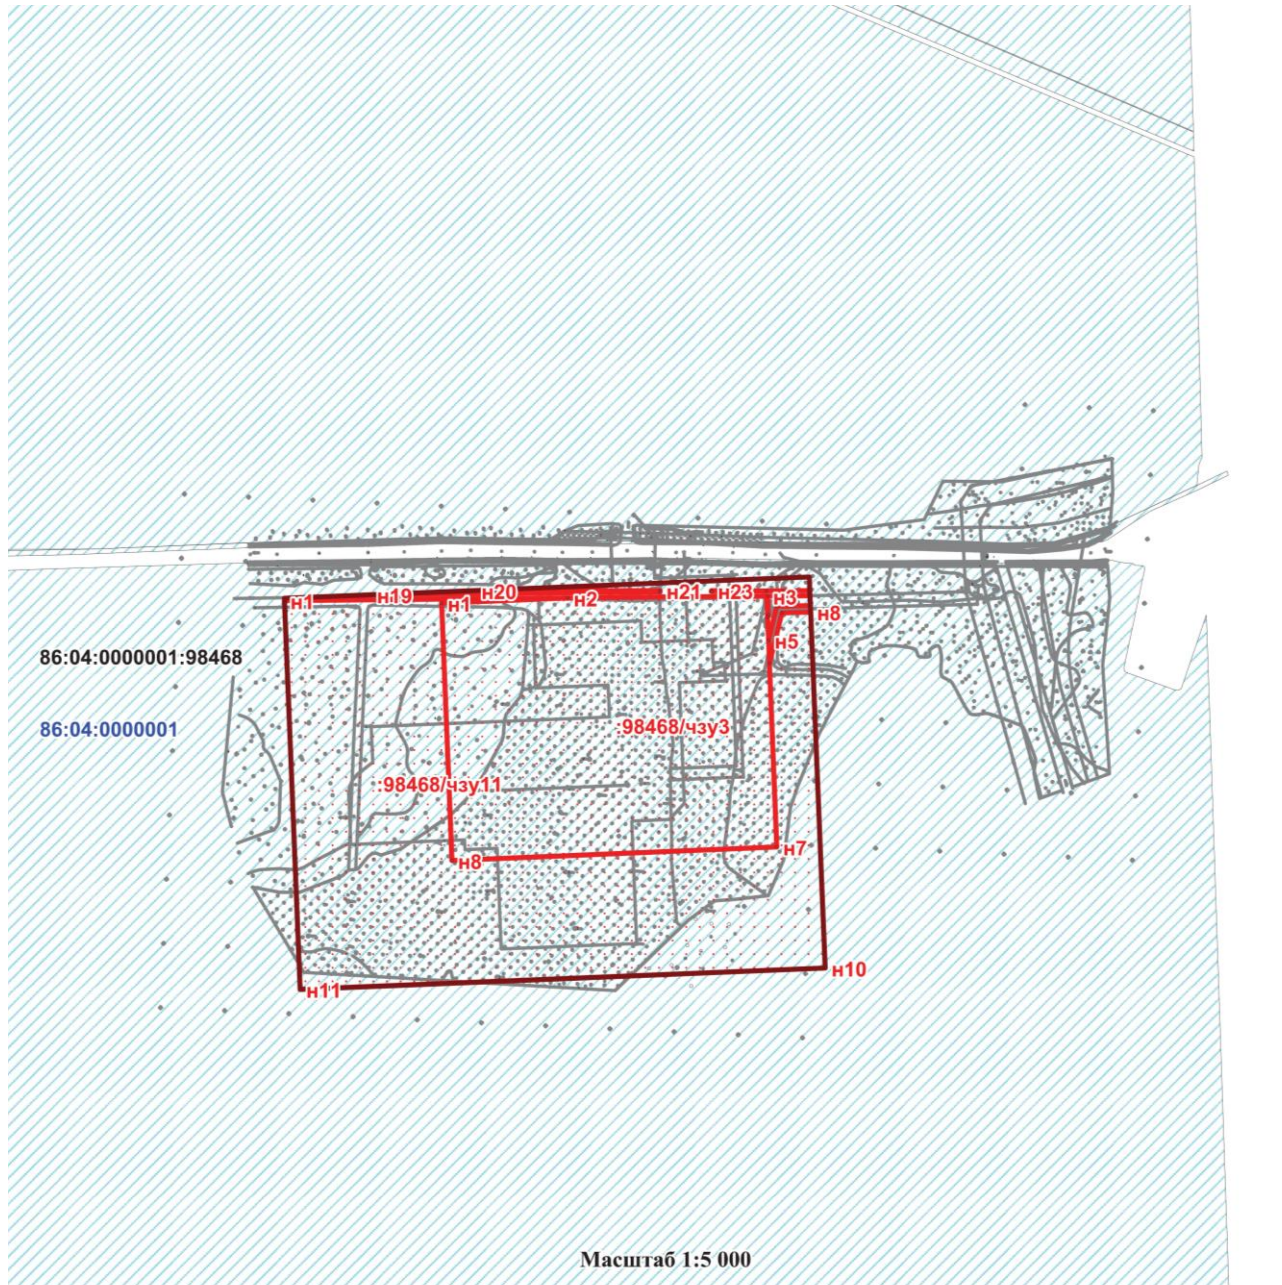 н1
н19
н1
н20
н2
н21
н23
н3
н8
н5
86:04:0000001:98468
:98468/чзу3
86:04:0000001
:98468/чзу11
н7
н8
н10
н11
Масштаб 1:5 000